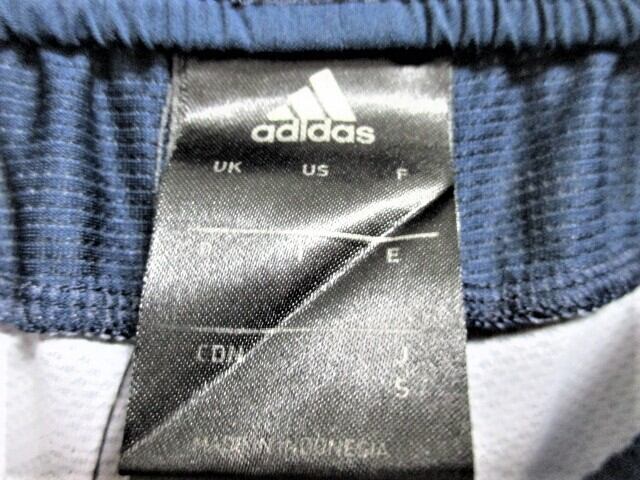 adidas
UK US F
E
CDN J
S
MADE IN INDONESIA